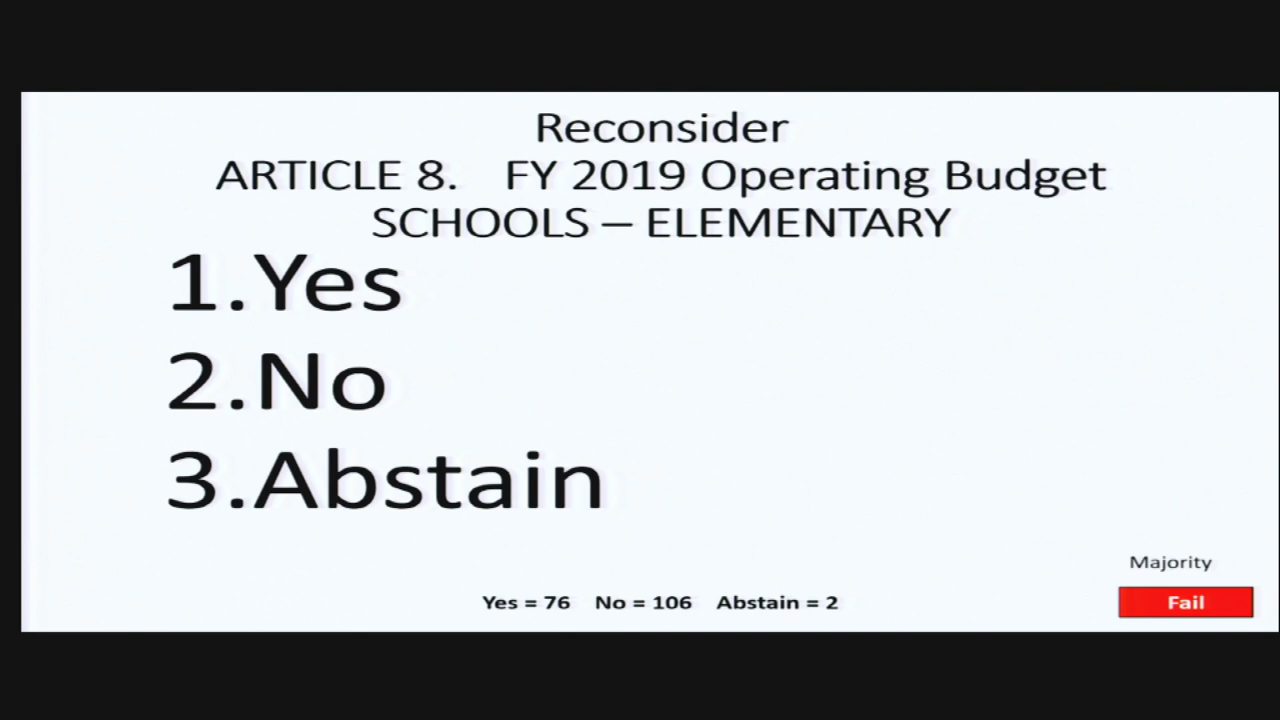 Reconsider
ARTICLE 8. FY 2019 Operating Budget
SCHOOLS – ELEMENTARY
1.Yes
2.No
3.Abstain
Majority
Yes = 76 No = 106 Abstain = 2
Fail